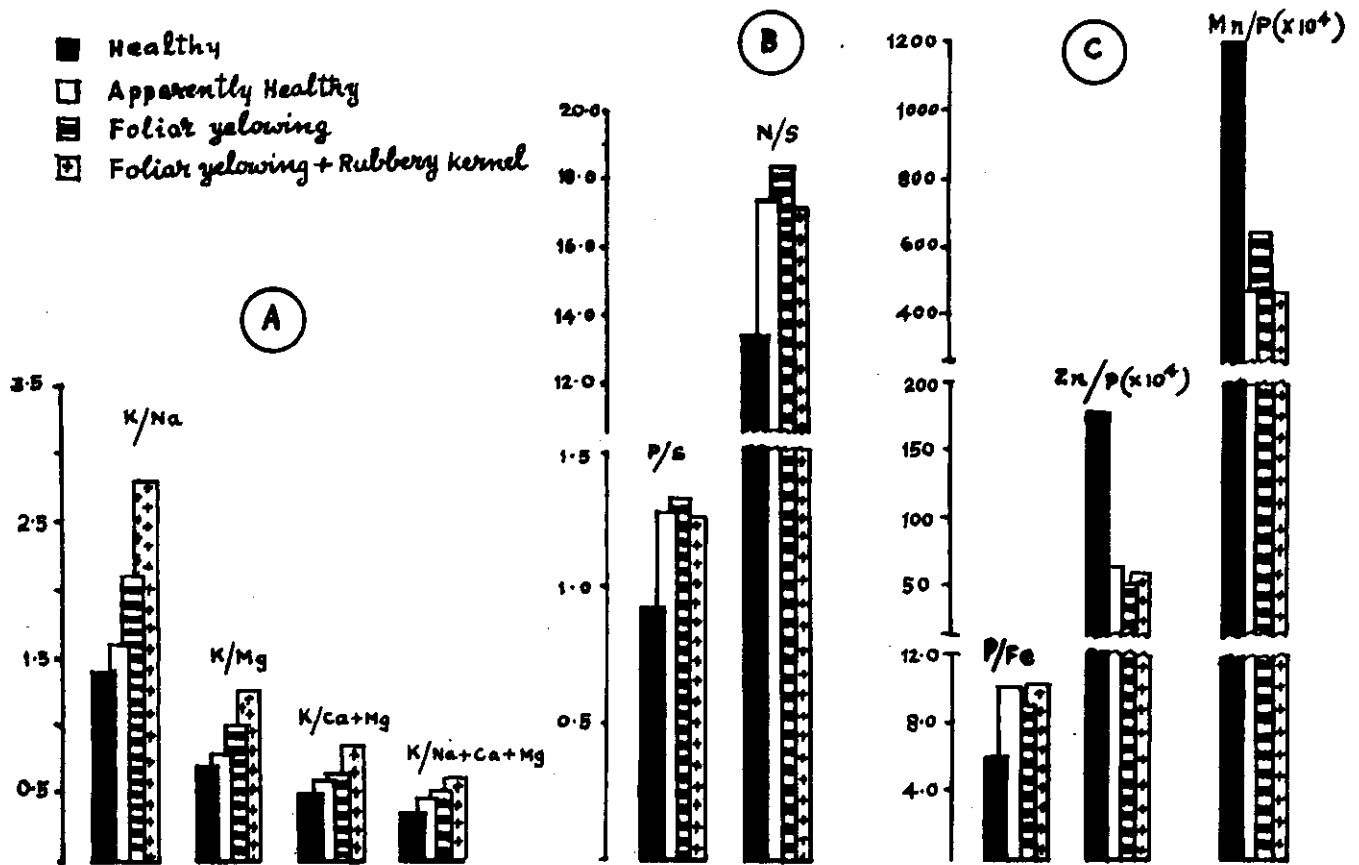 Healthy
Apparently Healthy
Foliar yelowing
Foliar yelowing + Rubbery kernel
A
3.5
2.5
1.5
0.5
K/Na
K/Mg
K/Ca+Mg
K/Na+Ca+Mg
B
20.0
18.0
16.0
14.0
12.0
1.5
1.0
0.5
P/S
N/S
C
1200
1000
800
600
400
200
150
100
50
12.0
8.0
4.0
P/Fe
Zn/P(x10⁴)
Mn/P(x10⁴)